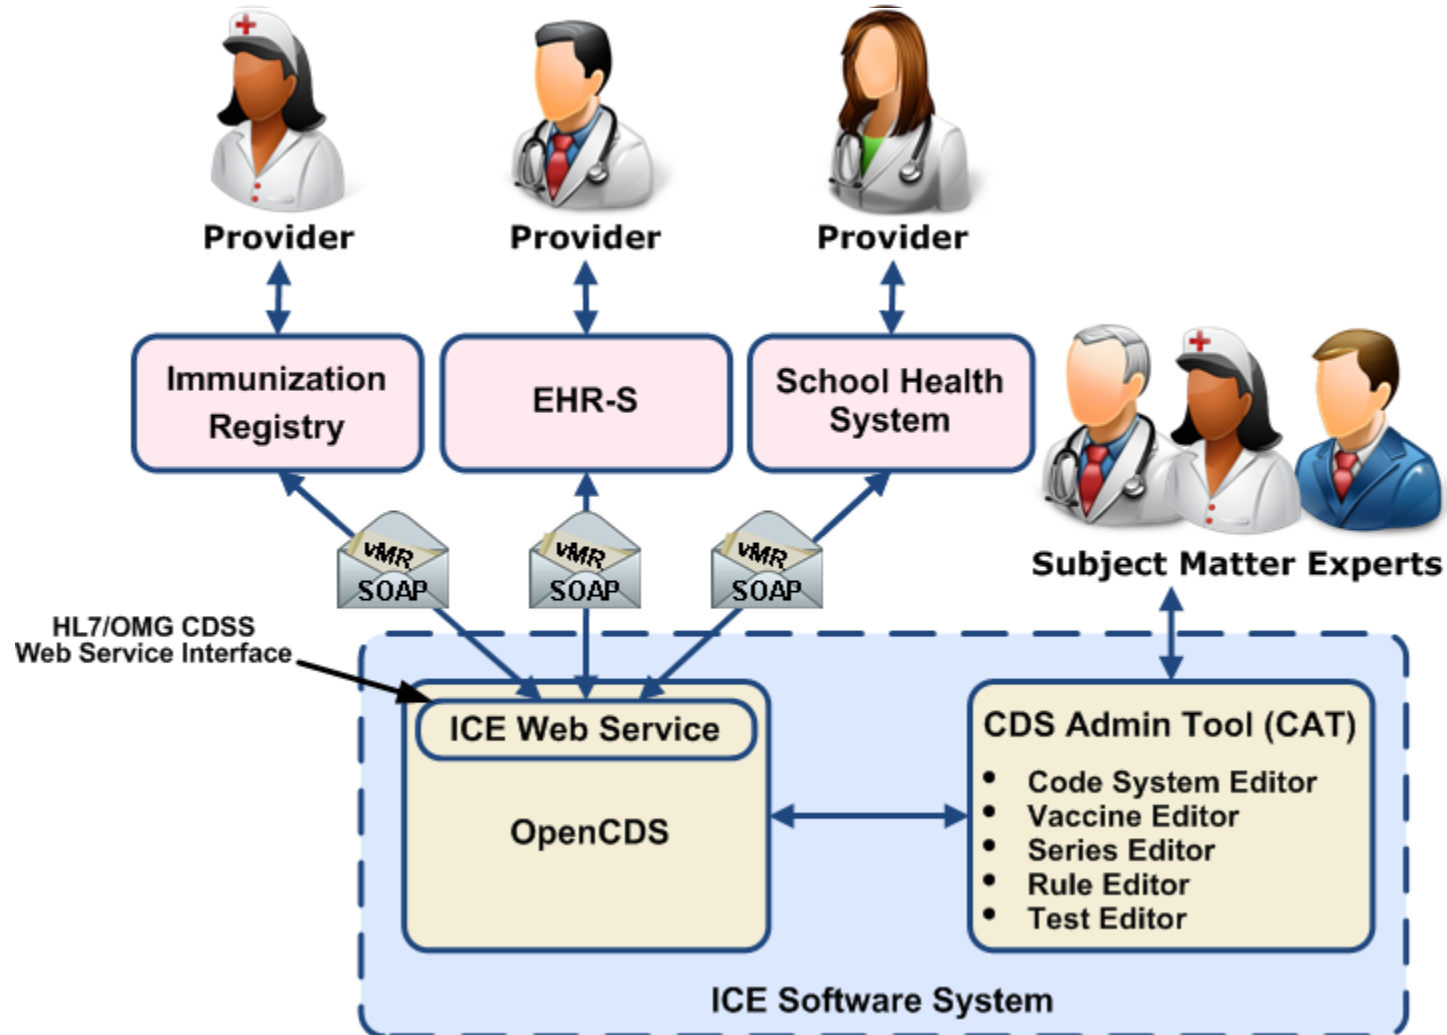 Provider
Provider
Provider
Immunization
Registry
EHR-S
School Health
System
vMR
SOAP
vMR
SOAP
vMR
SOAP
Subject Matter Experts
HL7/OMG CDSS
Web Service Interface
ICE Web Service
OpenCDS
CDS Admin Tool (CAT)
• Code System Editor
• Vaccine Editor
• Series Editor
• Rule Editor
• Test Editor
ICE Software System